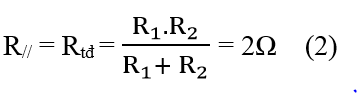 R// = Rtđ = R₁.R₂ / R₁+ R₂ = 2Ω (2)